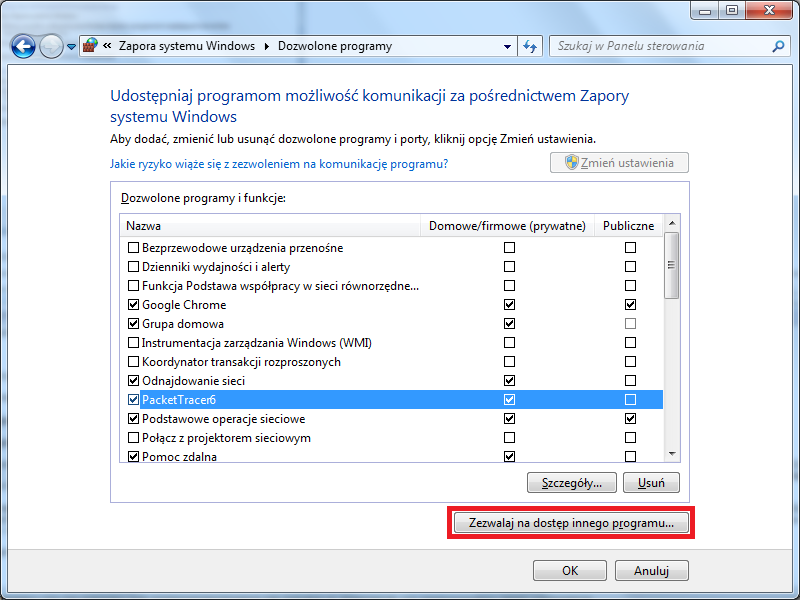 « Zapora systemu Windows Dozwolone programy
Szukaj w Panelu sterowania
Udostępniaj programom możliwość komunikacji za pośrednictwem Zapory
systemu Windows
Aby dodać, zmienić lub usunąć dozwolone programy i porty, kliknij opcję Zmień ustawienia.
Jakie ryzyko wiąże się z zezwoleniem na komunikację programu?
Zmień ustawienia
Dozwolone programy i funkcje:
Nazwa Domowe/firmowe (prywatne) Publiczne
Bezprzewodowe urządzenia przenośne
Dzienniki wydajności i alerty
Funkcja Podstawa współpracy w sieci równorzędne...
Google Chrome
Grupa domowa
Instrumentacja zarządzania Windows (WMI)
Koordynator transakcji rozproszonych
Odnajdowanie sieci
PacketTracer6
Podstawowe operacje sieciowe
Połącz z projektorem sieciowym
Pomoc zdalna
Szczegóły... Usuń
Zezwalaj na dostęp innego programu...
OK Anuluj